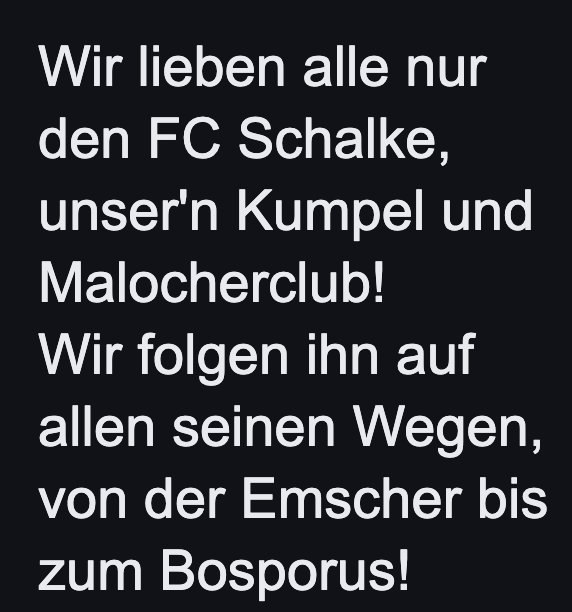 Wir lieben alle nur
den FC Schalke,
unser'n Kumpel und
Malocherclub!
Wir folgen ihn auf
allen seinen Wegen,
von der Emscher bis
zum Bosporus!